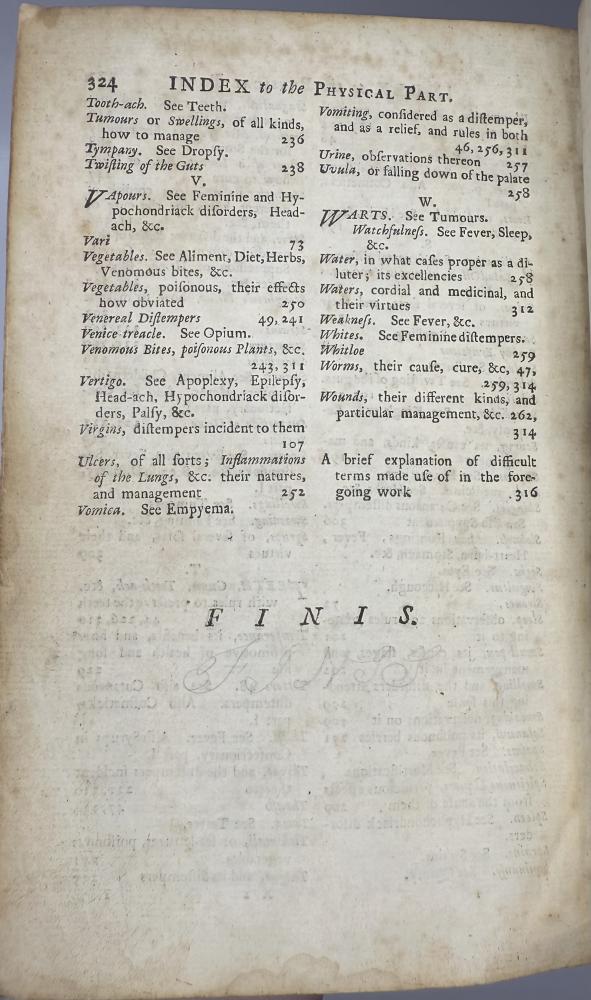 324 INDEX to the PHYSICAL PART.
Tooth-ach. See Teeth.
Tumours or Swellings, of all kinds,
how to manage 236
Tympany. See Dropſy.
Twiſting of the Guts 238
V.
VApours. See Feminine and Hy-
pochondriack diſorders, Head-
ach, &c.
Vari 73
Vegetables. See Aliment, Diet, Herbs,
Venomous bites, &c.
Vegetables, poiſonous, their effects
how obviated 250
Venereal Diſtempers 49, 241
Venice-treacle. See Opium.
Venomous Bites, poiſonous Plants, &c.
243, 311
Vertigo. See Apoplexy, Epilepſy,
Head-ach, Hypochondriack diſor-
ders, Palſy, &c.
Virgins, diſtempers incident to them
107
Ulcers, of all ſorts; Inflammations
of the Lungs, &c. their natures,
and management 252
Vomica. See Empyema.
Vomiting, conſidered as a diſtemper,
and as a relief, and rules in both
46, 256, 311
Urine, obſervations thereon 257
Uvula, or falling down of the palate
258
W.
WARTS. See Tumours.
Watchfulneſs. See Fever, Sleep,
&c.
Water, in what caſes proper as a di-
luter; its excellencies 258
Waters, cordial and medicinal, and
their virtues 312
Weakneſs. See Fever, &c.
Whites. See Feminine diſtempers.
Whitloe 259
Worms, their cauſe, cure, &c, 47,
259, 314
Wounds, their different kinds, and
particular management, &c. 262,
314
A brief explanation of difficult
terms made uſe of in the fore-
going work 316
F I N I S.
FINIS